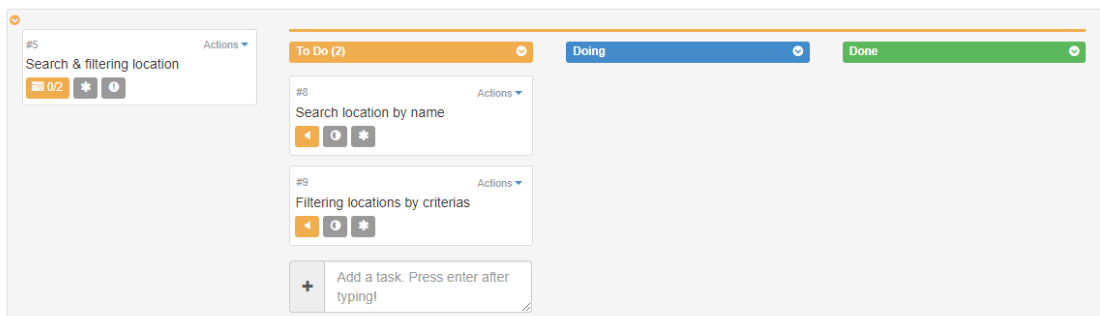 #5 Actions
Search & filtering location
0/2
To Do (2)
Doing
Done
#8 Actions
Search location by name
#9 Actions
Filtering locations by criterias
Add a task. Press enter after
typing!